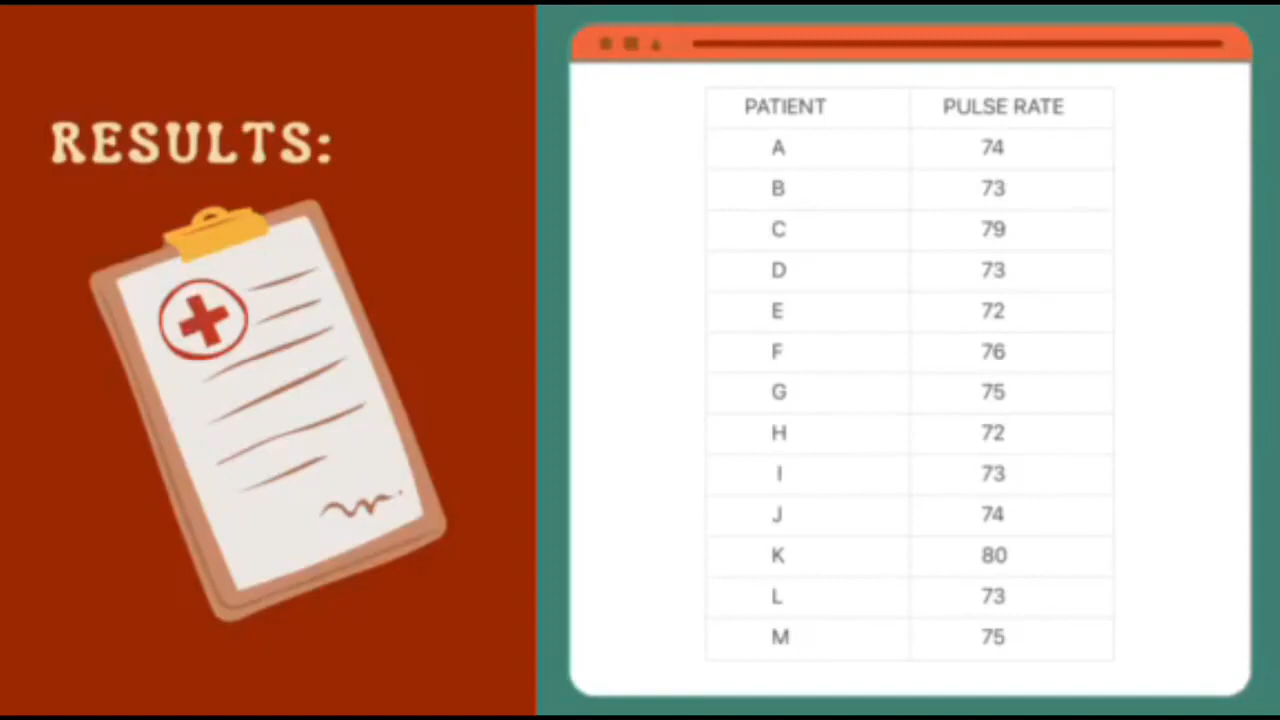 RESULTS:
PATIENT PULSE RATE
A 74
B 73
C 79
D 73
E 72
F 76
G 75
H 72
I 73
J 74
K 80
L 73
M 75